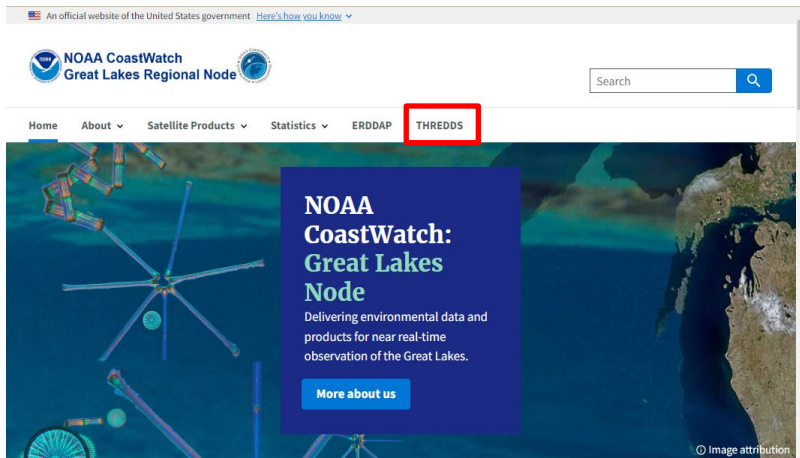 An official website of the United States government Here's how you know
NOAA CoastWatch
Great Lakes Regional Node
Search
Home About Satellite Products Statistics ERDDAP THREDDS
NOAA
CoastWatch:
Great Lakes
Node
Delivering environmental data and
products for near real-time
observation of the Great Lakes.
More about us
Image attribution